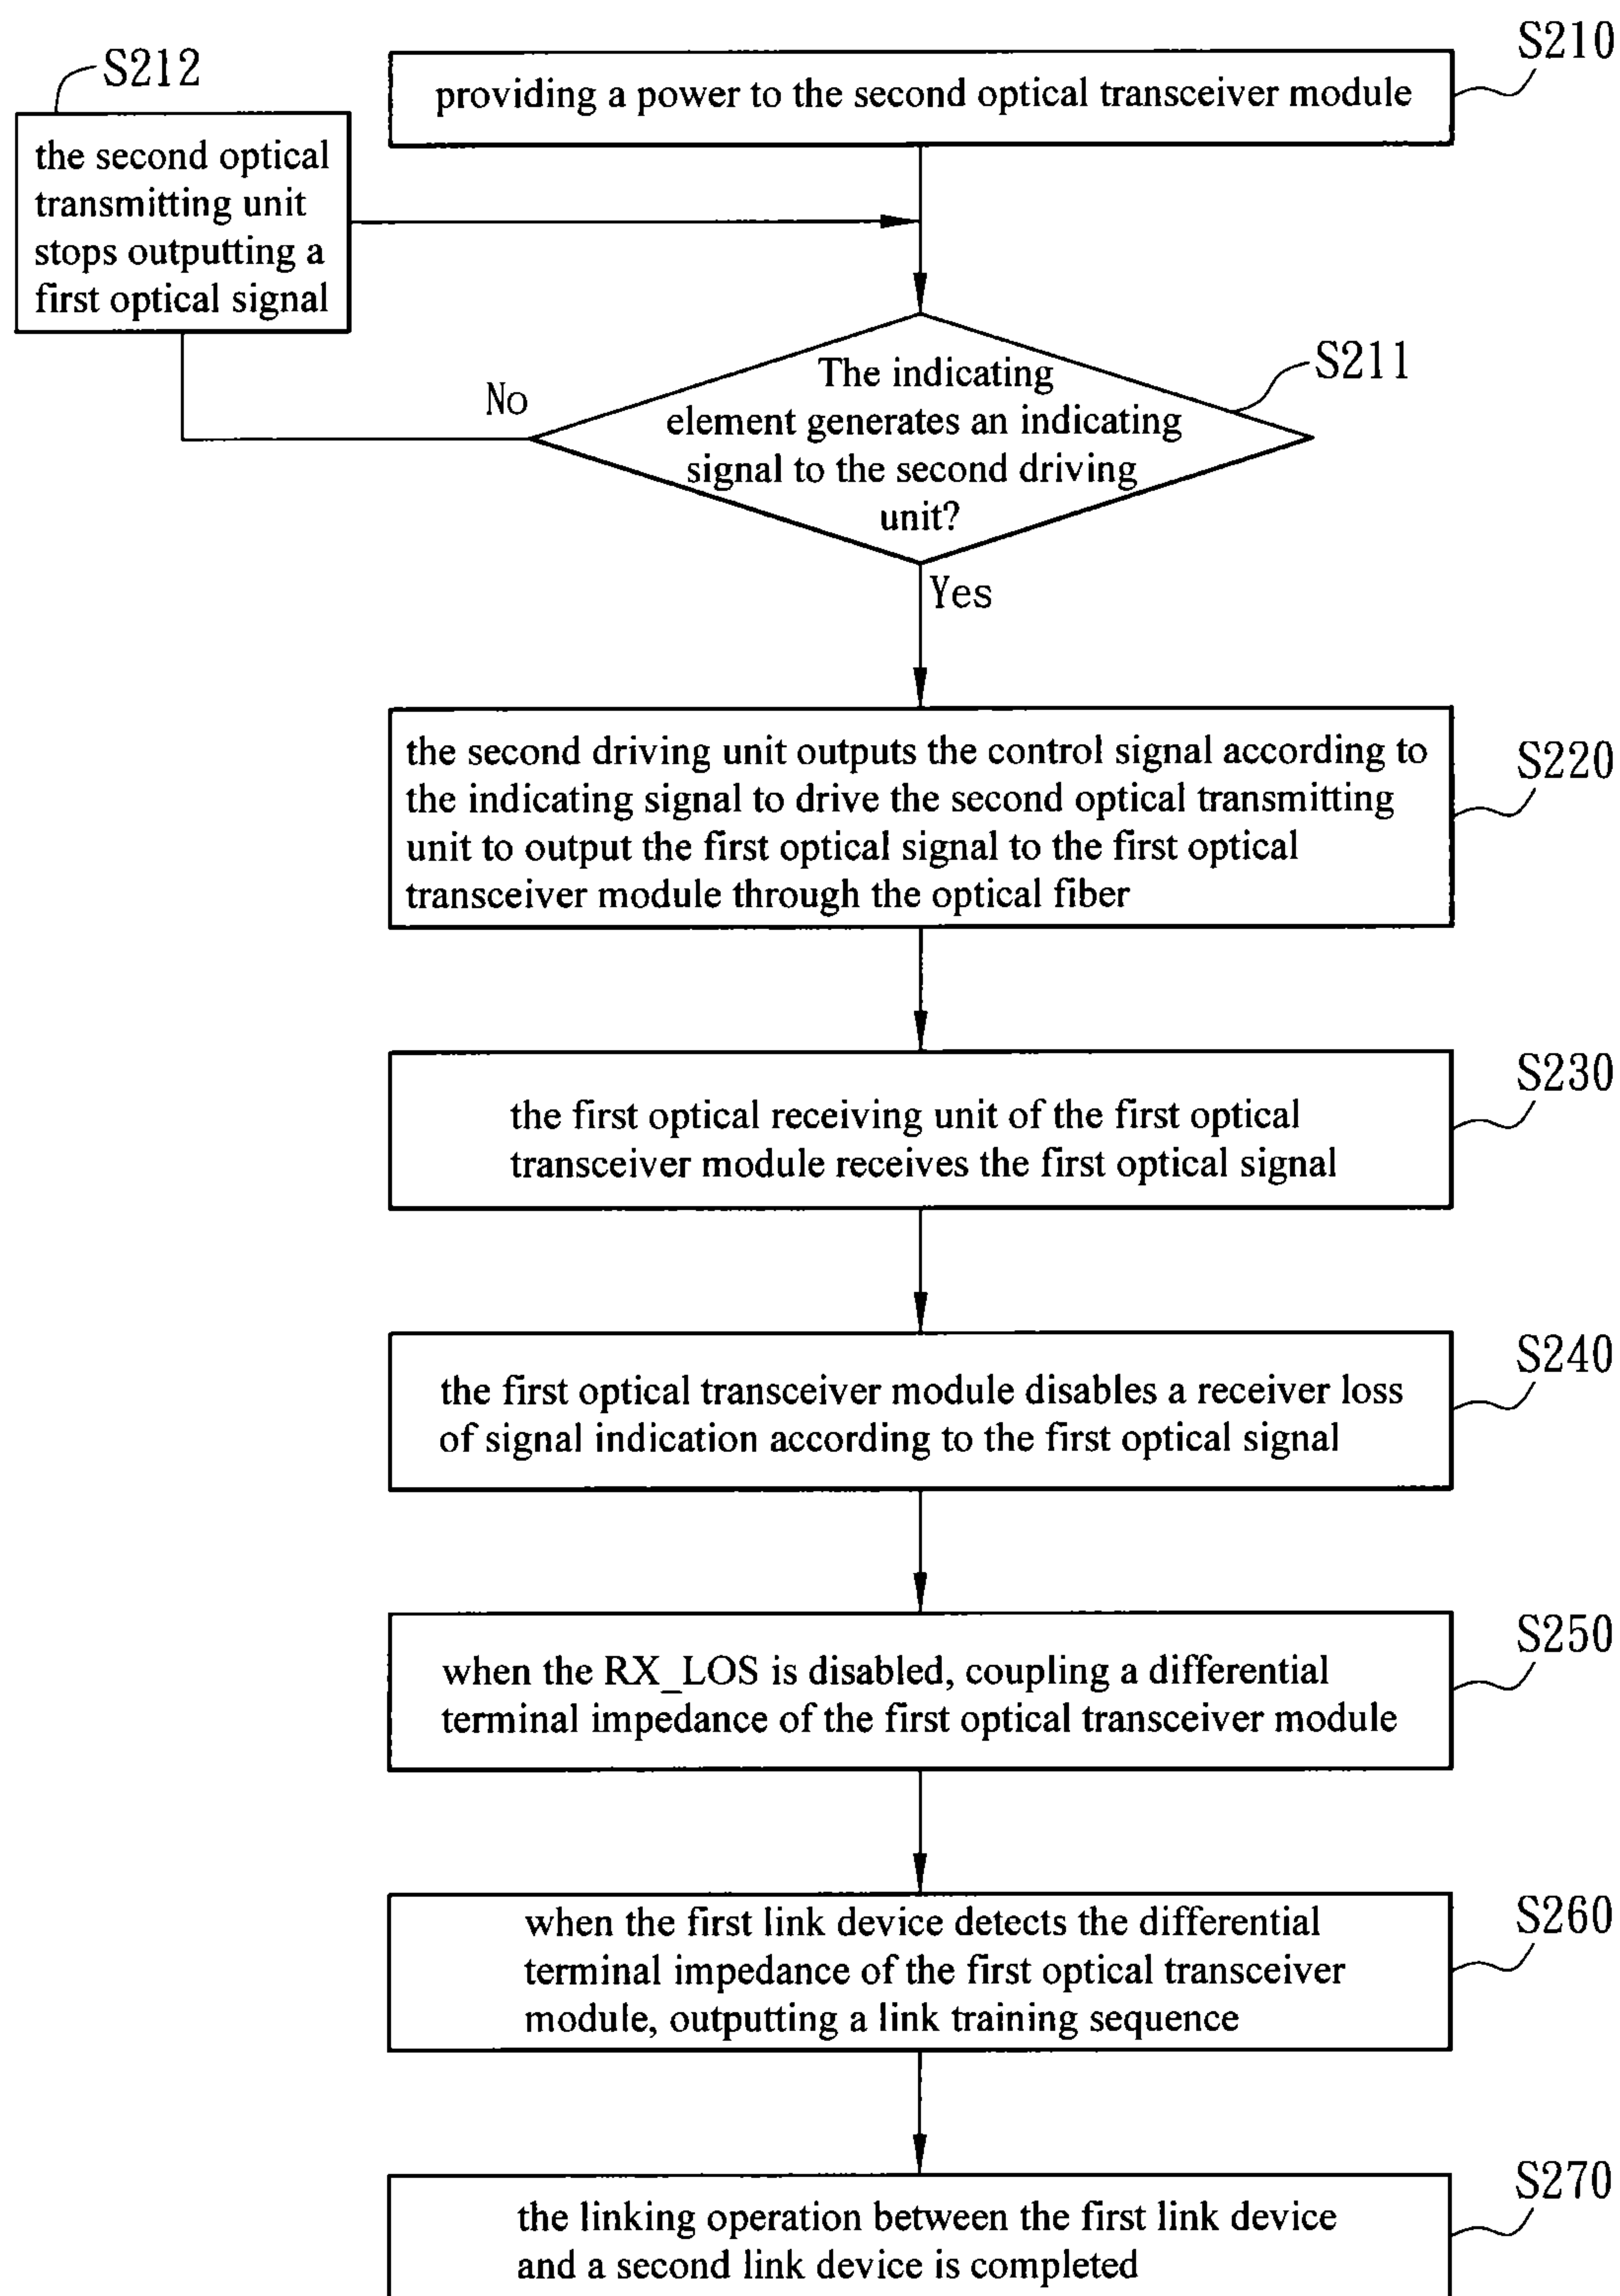 S210
providing a power to the second optical transceiver module
S212
the second optical
transmitting unit
stops outputting a
first optical signal
S211
The indicating
element generates an indicating
signal to the second driving
unit?
No
Yes
S220
the second driving unit outputs the control signal according to
the indicating signal to drive the second optical transmitting
unit to output the first optical signal to the first optical
transceiver module through the optical fiber
S230
the first optical receiving unit of the first optical
transceiver module receives the first optical signal
S240
the first optical transceiver module disables a receiver loss
of signal indication according to the first optical signal
S250
when the RX_LOS is disabled, coupling a differential
terminal impedance of the first optical transceiver module
S260
when the first link device detects the differential
terminal impedance of the first optical transceiver
module, outputting a link training sequence
S270
the linking operation between the first link device
and a second link device is completed